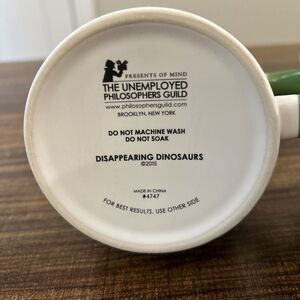 PRESENTS OF MIND
THE UNEMPLOYED
PHILOSOPHERS GUILD
www.philosophersguild.com
BROOKLYN, NEW YORK
DO NOT MACHINE WASH
DO NOT SOAK
DISAPPEARING DINOSAURS
©2015
MADE IN CHINA
#4747
FOR BEST RESULTS, USE OTHER SIDE